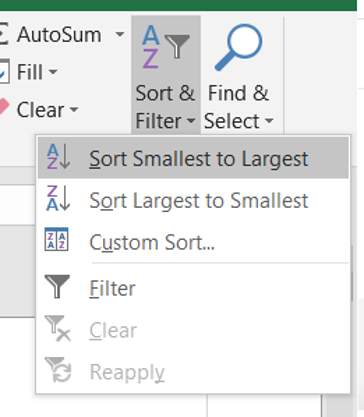 Σ AutoSum
Fill
Clear
A
Z
Sort &
Filter
Find &
Select
Sort Smallest to Largest
Sort Largest to Smallest
Custom Sort...
Filter
Clear
Reapply